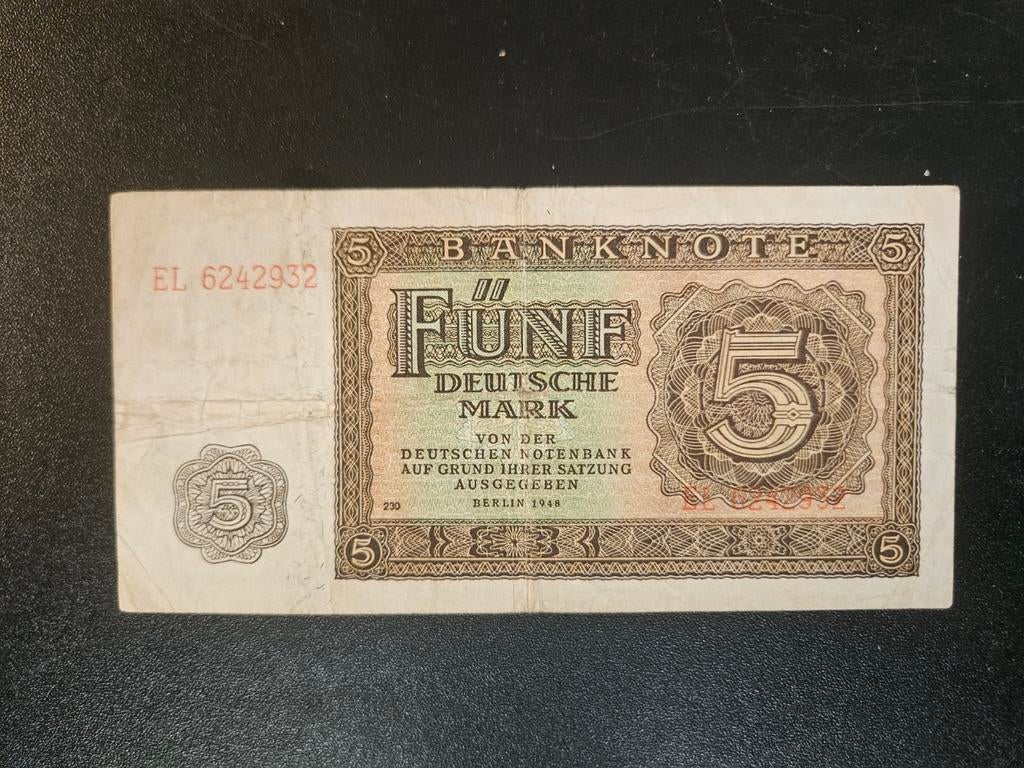 EL 6242932
5 BANKNOTE 5
FÜNF
DEUTSCHE
MARK
5
VON DER
DEUTSCHEN NOTENBANK
AUF GRUND IHRER SATZUNG
AUSGEGEBEN
230 BERLIN 1948
EL 6242932
5
5 5